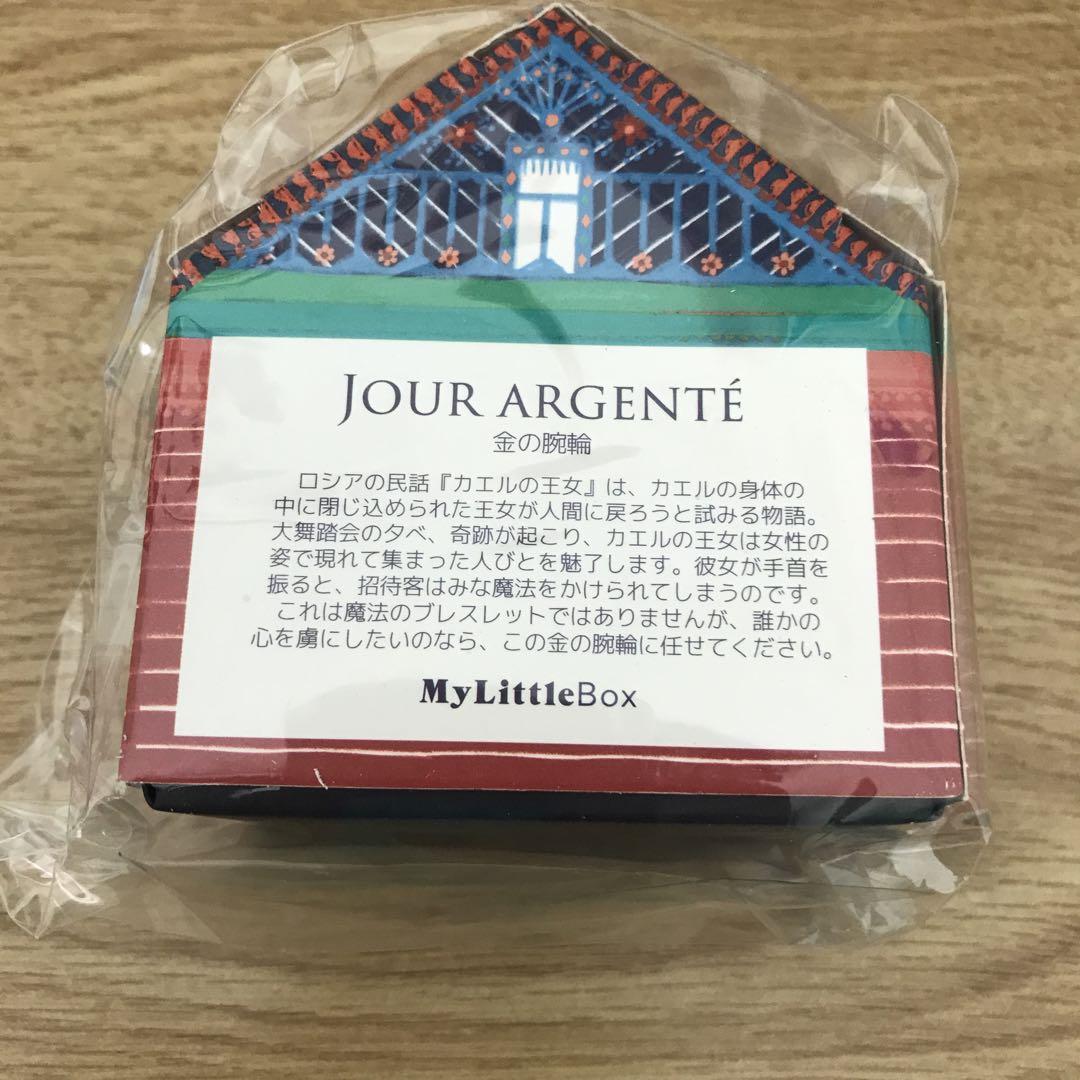 JOUR ARGENTÉ
金の腕輪
ロシアの民話『カエルの王女』は、カエルの身体の
中に閉じ込められた王女が人間に戻ろうと試みる物語。
大舞踏会の夕べ、奇跡が起こり、カエルの王女は女性の
姿で現れて集まった人びとを魅了します。彼女が手首を
振ると、招待客はみな魔法をかけられてしまうのです。
これは魔法のブレスレットではありませんが、誰かの
心を虜にしたいのなら、この金の腕輪に任せてください。
MyLittleBox